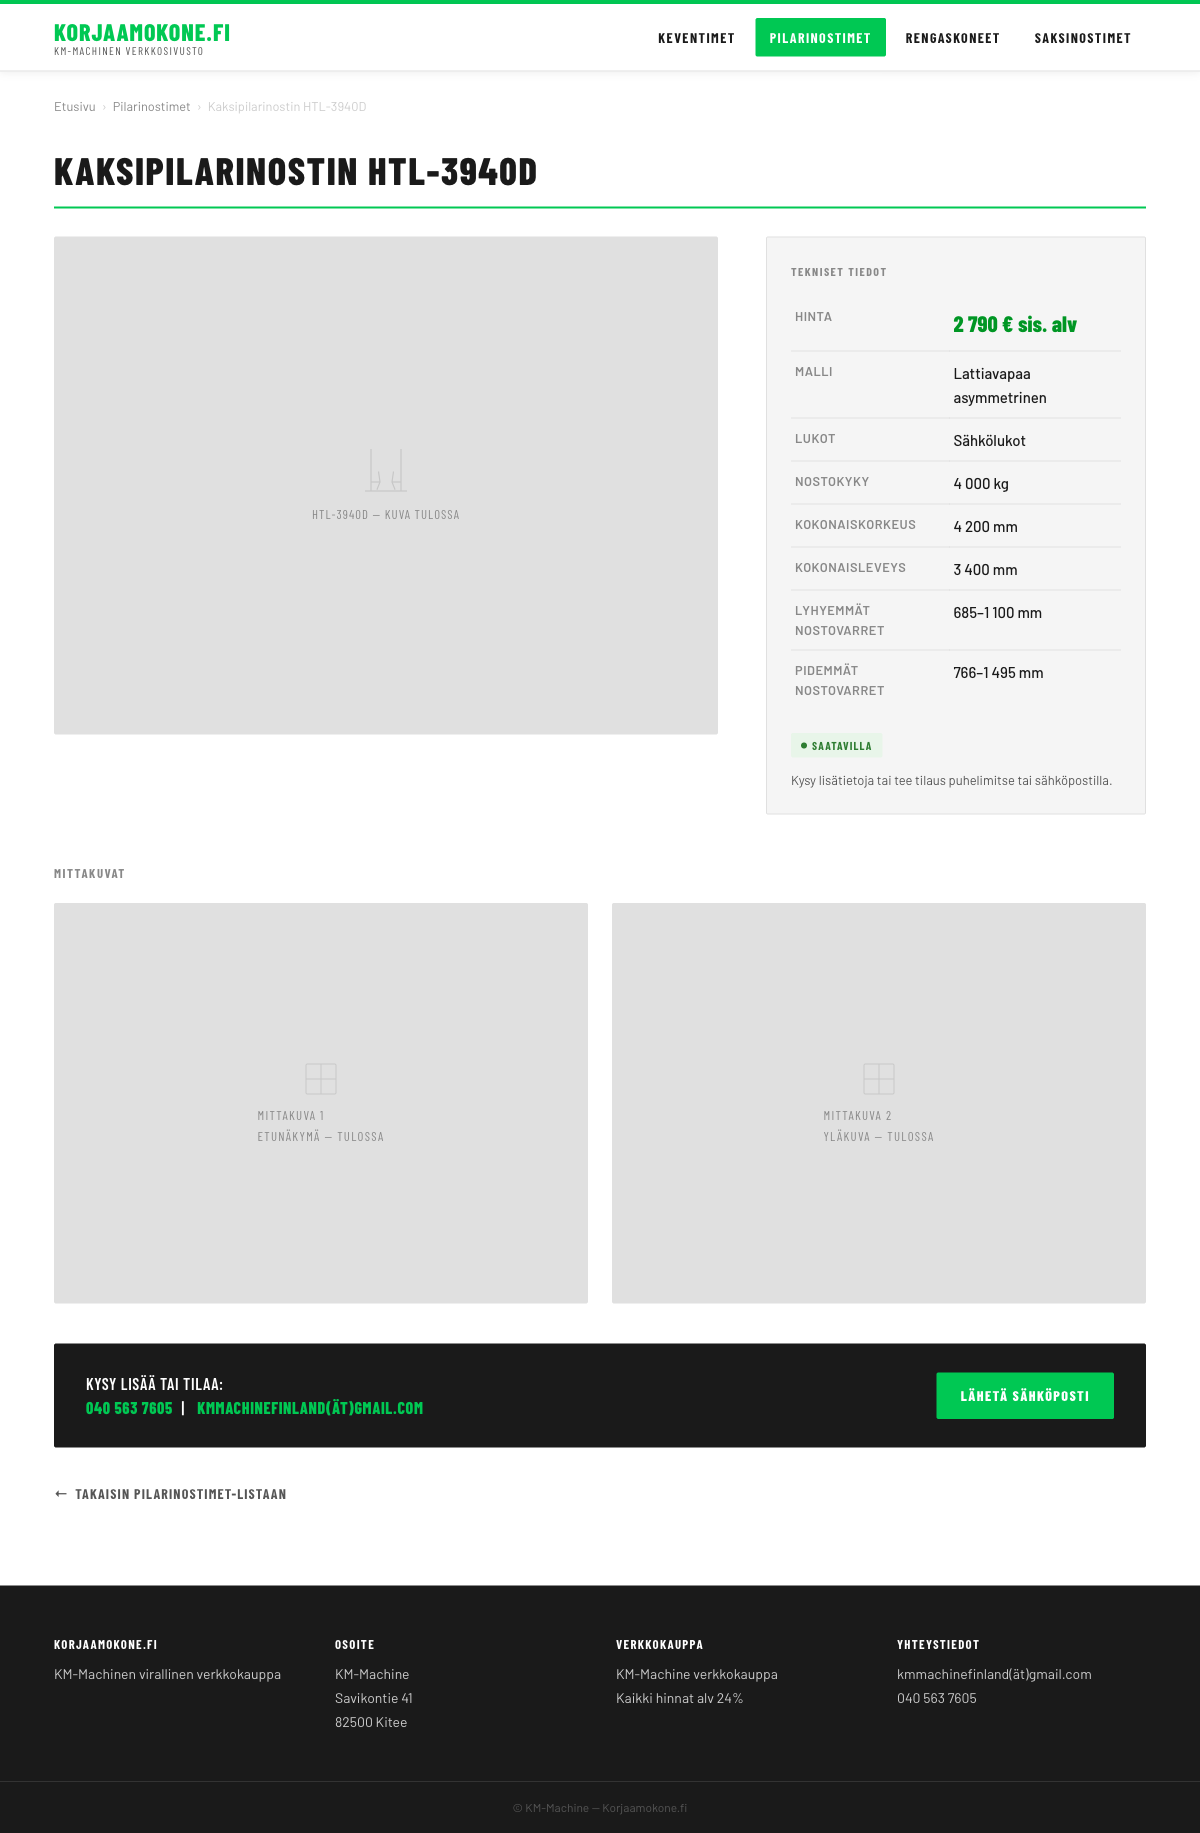 KORJAAMOKONE.FI
KM-MACHINEN VERKKOSIVUSTO
KEVENTIMET
PILARINOSTIMET
RENGASKONEET
SAKSINOSTIMET
Etusivu › Pilarinostimet › Kaksipilarinostin HTL-3940D
KAKSIPILARINOSTIN HTL-3940D
HTL-3940D — KUVA TULOSSA
TEKNISET TIEDOT
HINTA
2 790 € sis. alv
MALLI
Lattiavapaa
asymmetrinen
LUKOT
Sähkölukot
NOSTOKYKY
4 000 kg
KOKONAISKORKEUS
4 200 mm
KOKONAISLEVEYS
3 400 mm
LYHYEMMÄT
NOSTOVARRET
685–1 100 mm
PIDEMMÄT
NOSTOVARRET
766–1 495 mm
SAATAVILLA
Kysy lisätietoja tai tee tilaus puhelimitse tai sähköpostilla.
MITTAKUVAT
MITTAKUVA 1
ETUNÄKYMÄ — TULOSSA
MITTAKUVA 2
YLÄKUVA — TULOSSA
KYSY LISÄÄ TAI TILAA:
040 563 7605 | KMMACHINEFINLAND(ÄT)GMAIL.COM
LÄHETÄ SÄHKÖPOSTI
← TAKAISIN PILARINOSTIMET-LISTAAN
KORJAAMOKONE.FI
KM-Machinen virallinen verkkokauppa
OSOITE
KM-Machine
Savikontie 41
82500 Kitee
VERKKOKAUPPA
KM-Machine verkkokauppa
Kaikki hinnat alv 24%
YHTEYSTIEDOT
kmmachinefinland(ät)gmail.com
040 563 7605
© KM-Machine — Korjaamokone.fi